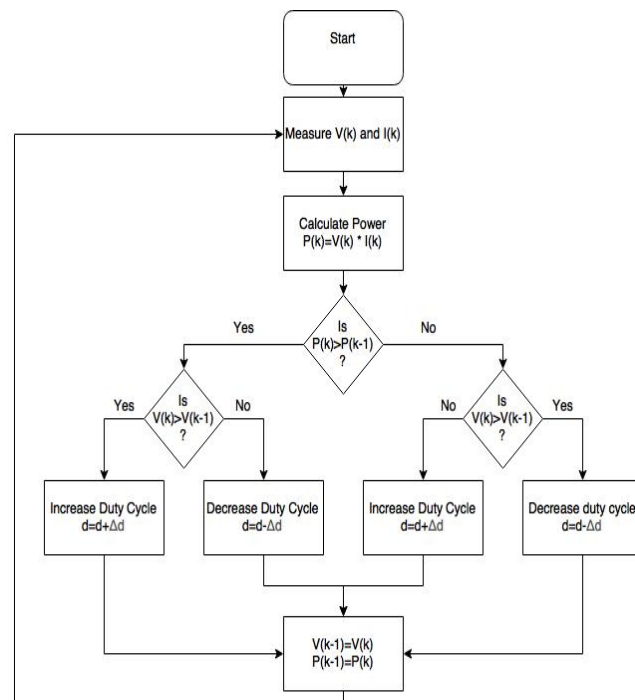 Start
Measure V(k) and I(k)
Calculate Power
P(k)=V(k) * I(k)
Is
P(k)>P(k-1)
?
Yes
No
Is
V(k)>V(k-1)
?
Yes
No
Is
V(k)>V(k-1)
?
No
Yes
Increase Duty Cycle
d=d+Δd
Decrease Duty Cycle
d=d-Δd
Increase Duty Cycle
d=d+Δd
Decrease duty cycle
d=d-Δd
V(k-1)=V(k)
P(k-1)=P(k)